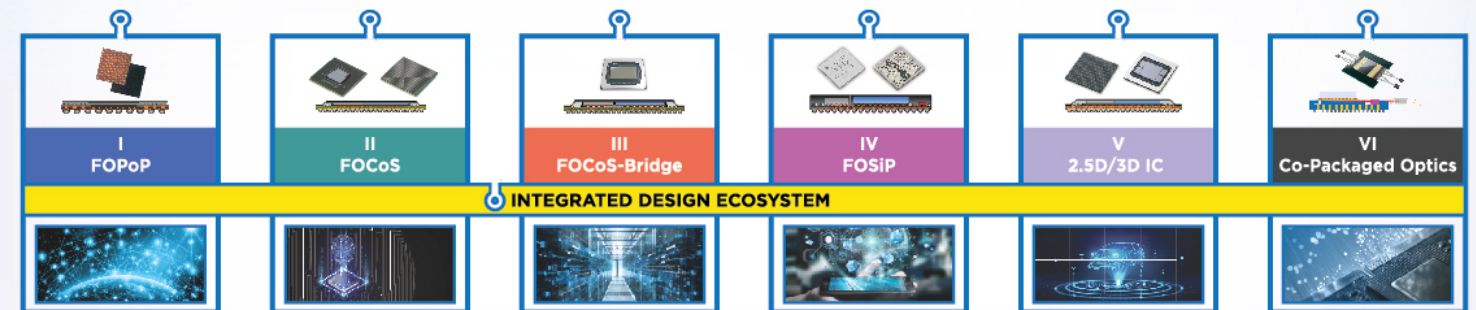 I
FOPoP
II
FOCoS
III
FOCoS-Bridge
IV
FOSiP
V
2.5D/3D IC
VI
Co-Packaged Optics
INTEGRATED DESIGN ECOSYSTEM